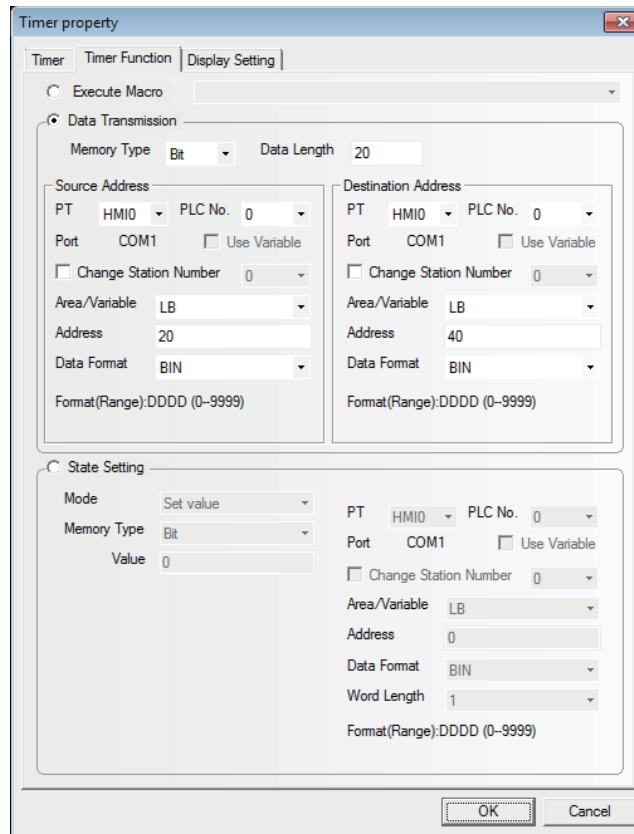 Timer property
Timer Timer Function Display Setting
Execute Macro
Data Transmission
Memory Type Bit Data Length 20
Source Address
PT HMI0 PLC No. 0
Port COM1 Use Variable
Change Station Number 0
Area/Variable LB
Address 20
Data Format BIN
Format(Range):DDDD (0--9999)
Destination Address
PT HMI0 PLC No. 0
Port COM1 Use Variable
Change Station Number 0
Area/Variable LB
Address 40
Data Format BIN
Format(Range):DDDD (0--9999)
State Setting
Mode Set value
Memory Type Bit
Value 0
PT HMI0 PLC No. 0
Port COM1 Use Variable
Change Station Number 0
Area/Variable LB
Address 0
Data Format BIN
Word Length 1
Format(Range):DDDD (0--9999)
OK Cancel